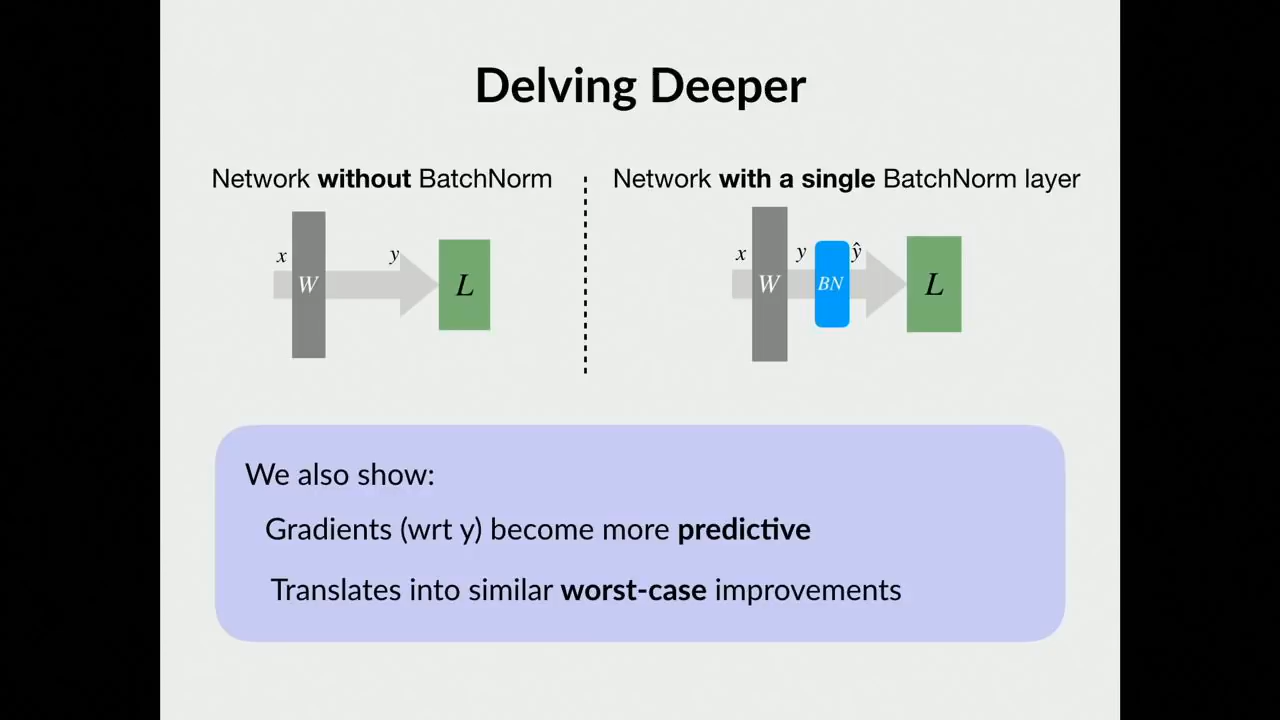 Delving Deeper
Network without BatchNorm
Network with a single BatchNorm layer
x
W
y
L
x
W
y
BN
ŷ
L
We also show:
Gradients (wrt y) become more predictive
Translates into similar worst-case improvements